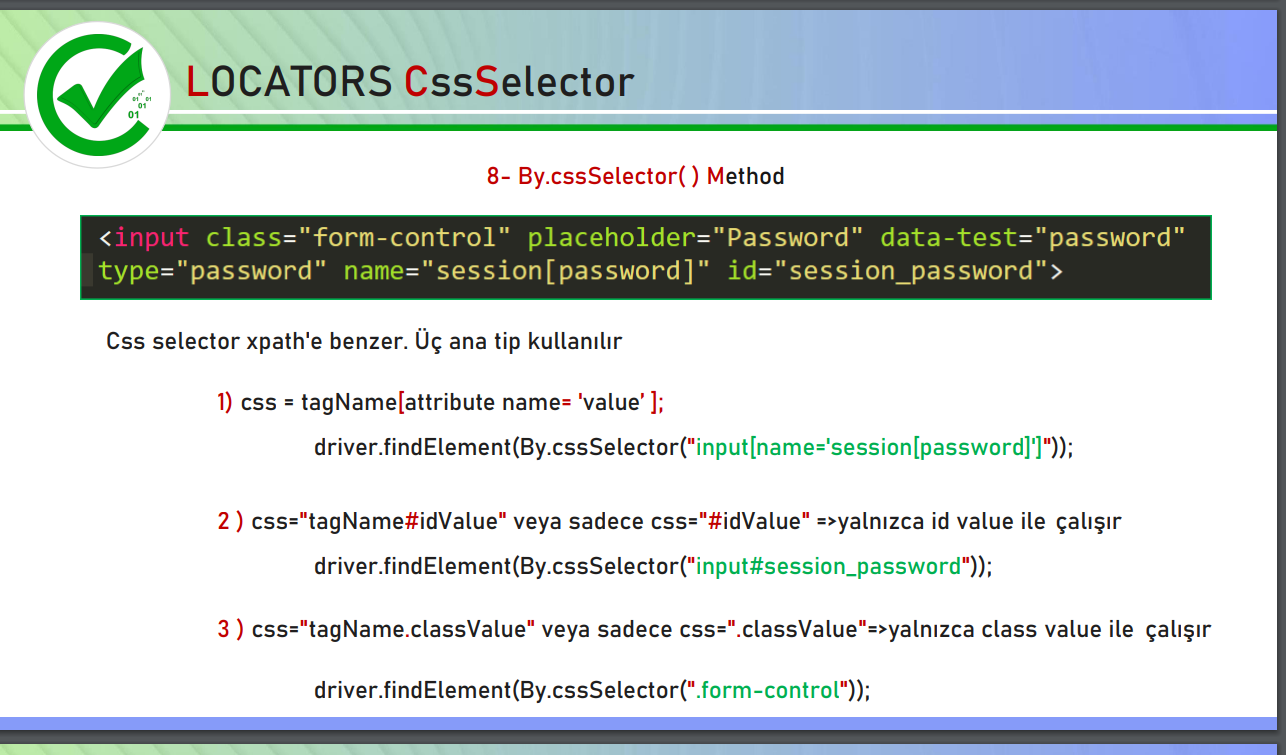 01 01
01
01
LOCATORS CssSelector
8- By.cssSelector( ) Method
<input class="form-control" placeholder="Password" data-test="password"
type="password" name="session[password]" id="session_password">
Css selector xpath'e benzer. Üç ana tip kullanılır
1) css = tagName[attribute name= 'value’ ];
driver.findElement(By.cssSelector("input[name='session[password]']"));
2 ) css="tagName#idValue" veya sadece css="#idValue" =>yalnızca id value ile çalışır
driver.findElement(By.cssSelector("input#session_password"));
3 ) css="tagName.classValue" veya sadece css=".classValue"=>yalnızca class value ile çalışır
driver.findElement(By.cssSelector(".form-control"));